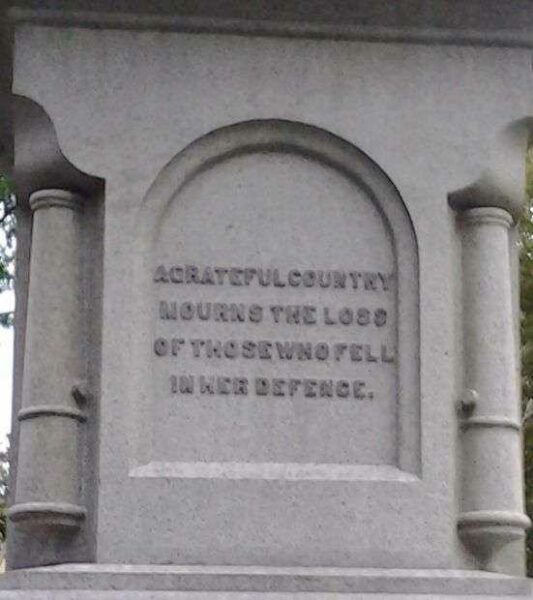 A GRATEFUL COUNTRY
MOURNS THE LOSS
OF THOSE WHO FELL
IN HER DEFENCE.